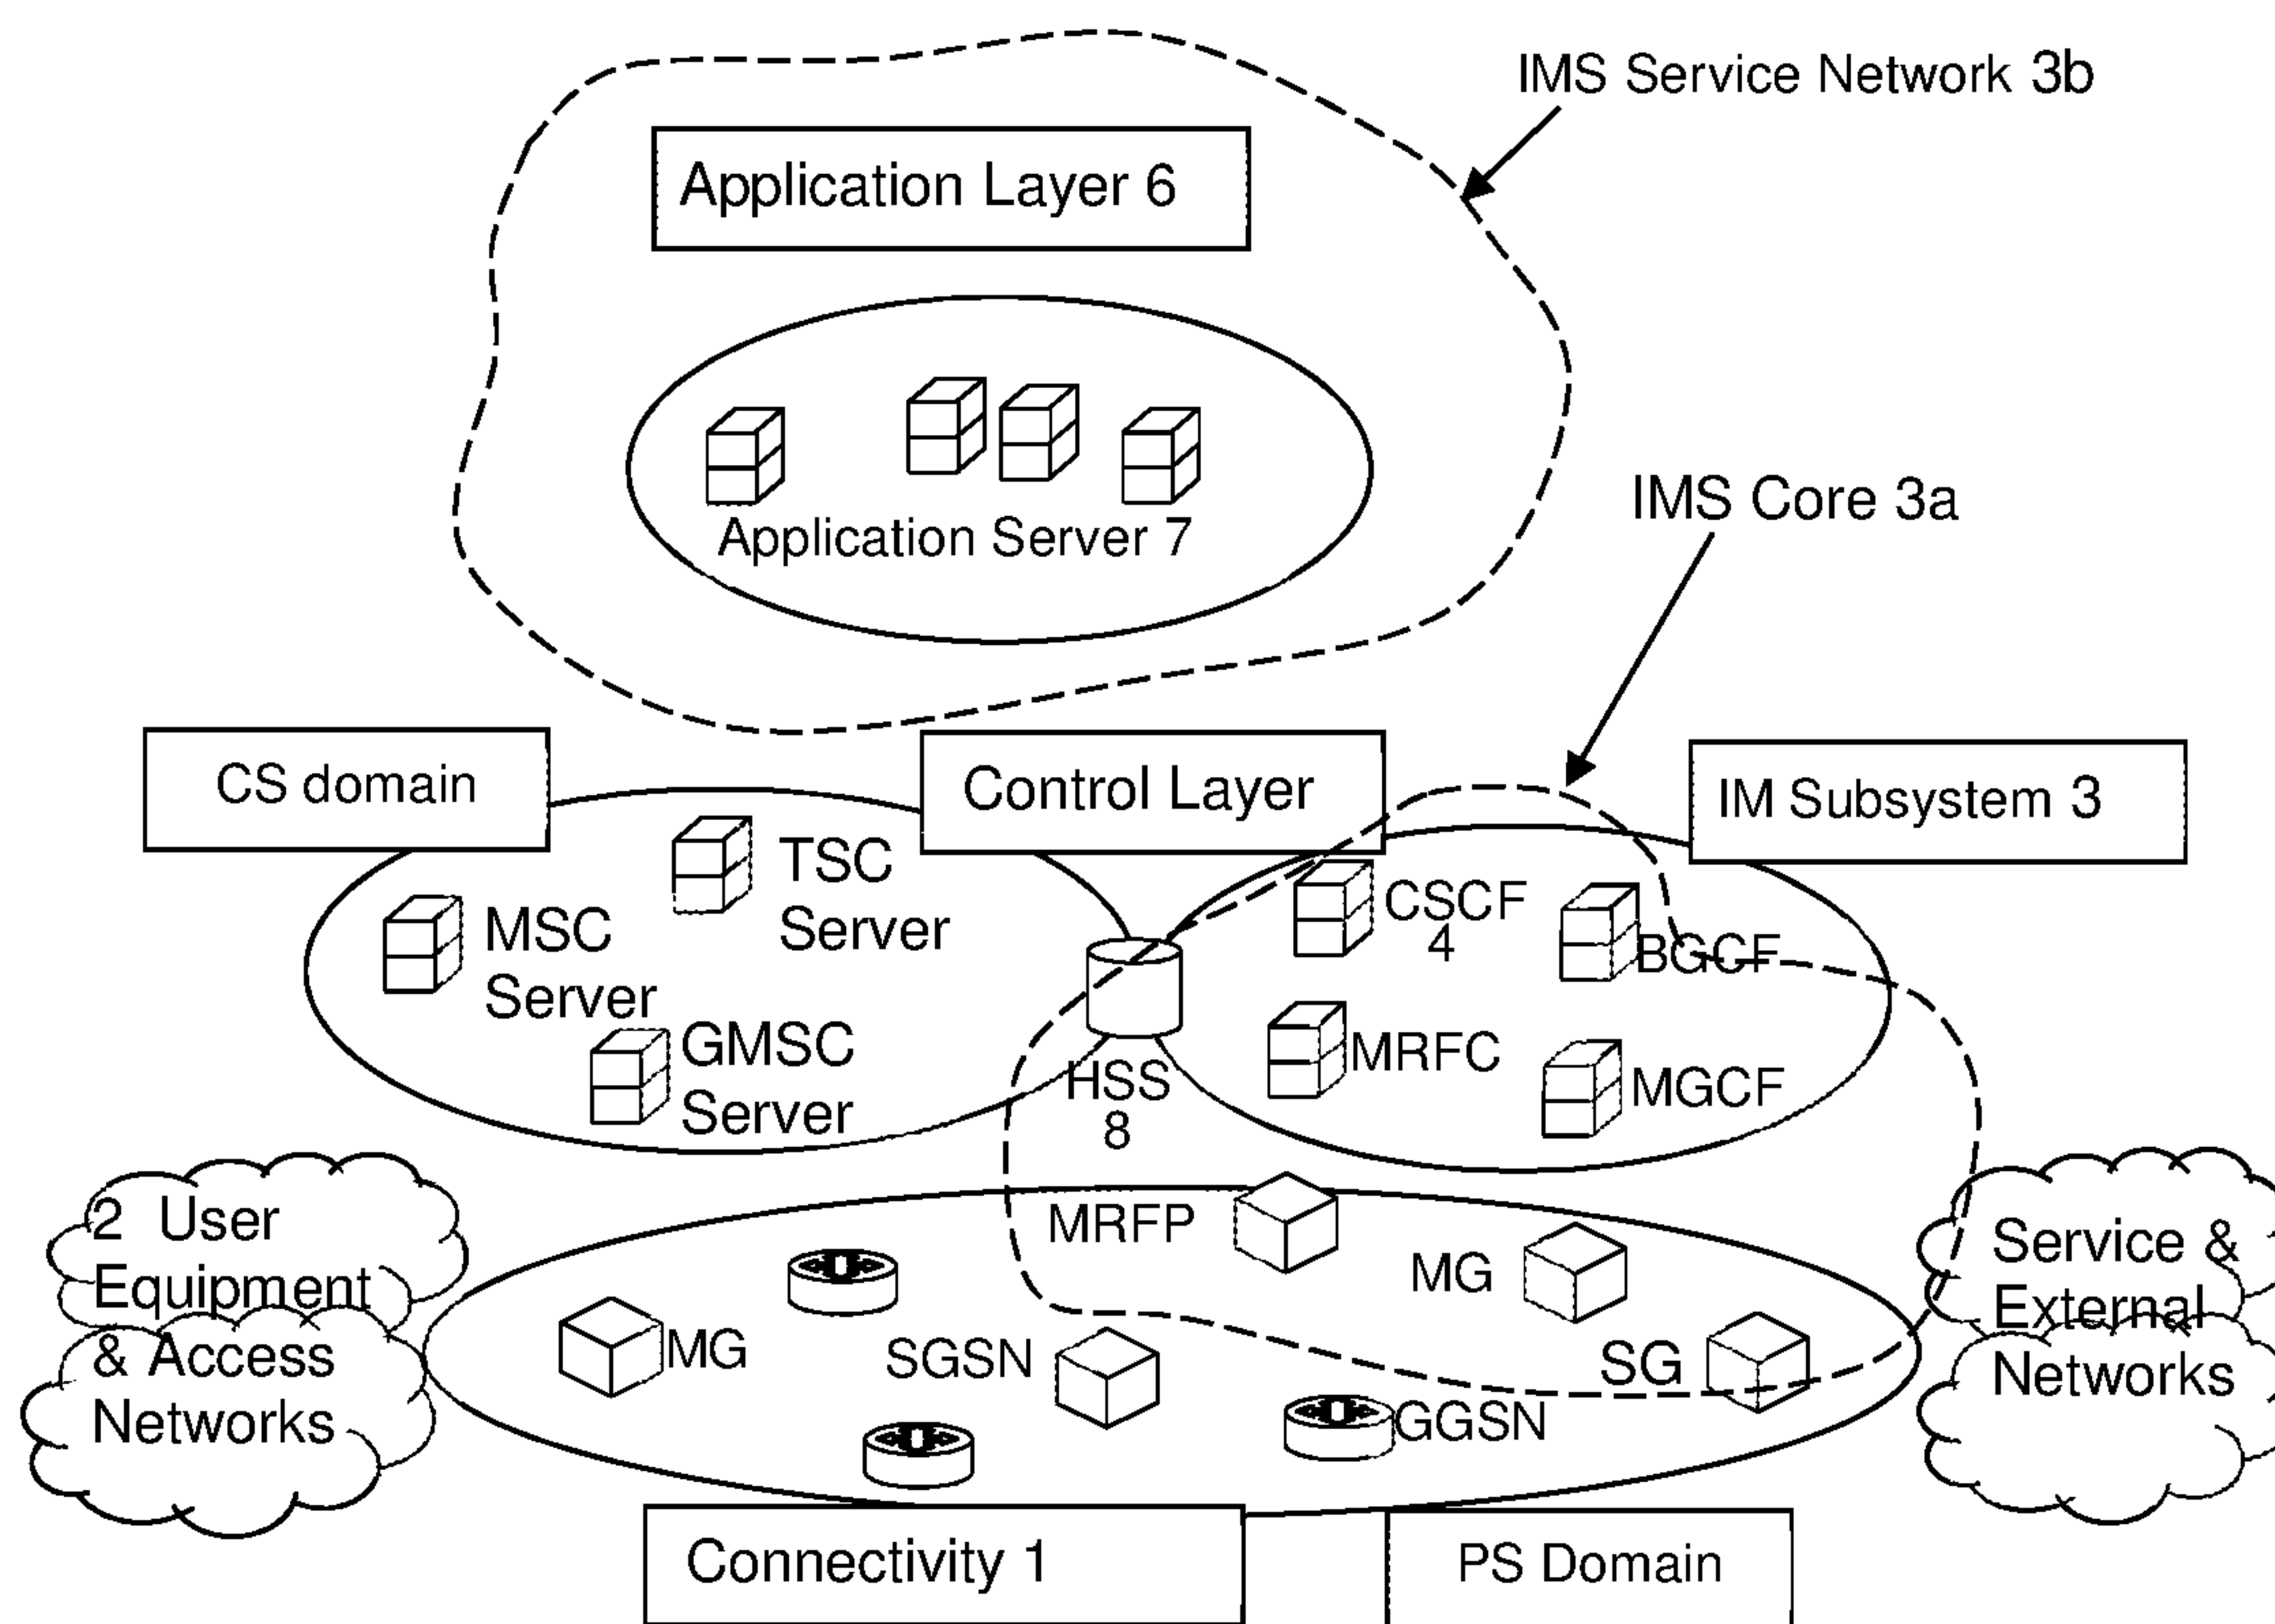 IMS Service Network 3b
Application Layer 6
Application Server 7
IMS Core 3a
CS domain
Control Layer
IM Subsystem 3
TSC
Server
MSC
Server
GMSC
Server
HSS
8
CSCF
4
BGCF
MRFC
MGCF
2 User
Equipment
& Access
Networks
MRFP
MG
MG
SGSN
SG
GGSN
Service &
External
Networks
Connectivity 1
PS Domain